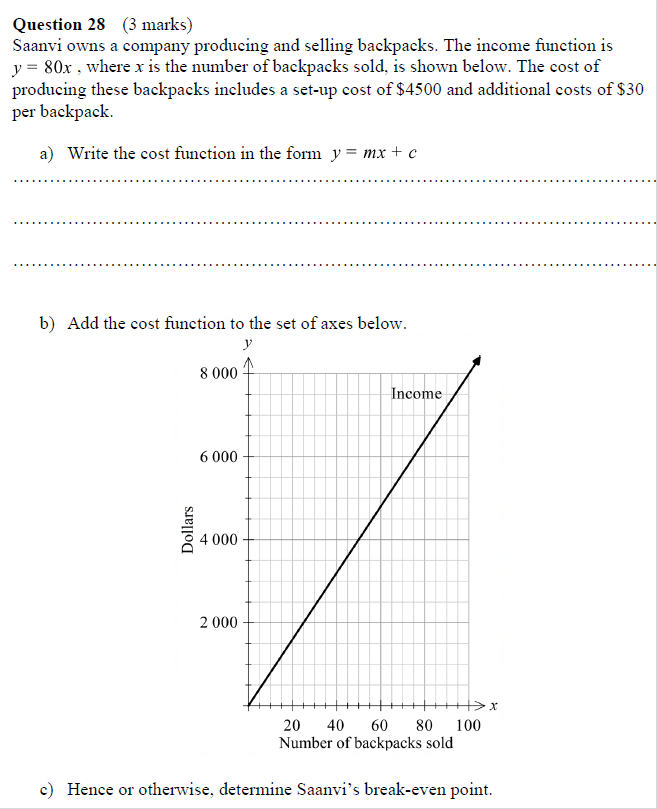 Question 28 (3 marks)
Saanvi owns a company producing and selling backpacks. The income function is
y = 80x , where x is the number of backpacks sold, is shown below. The cost of
producing these backpacks includes a set-up cost of $4500 and additional costs of $30
per backpack.
a) Write the cost function in the form y = mx + c
b) Add the cost function to the set of axes below.
y
8 000
Income
6 000
Dollars
4 000
2 000
x
20 40 60 80 100
Number of backpacks sold
c) Hence or otherwise, determine Saanvi's break-even point.